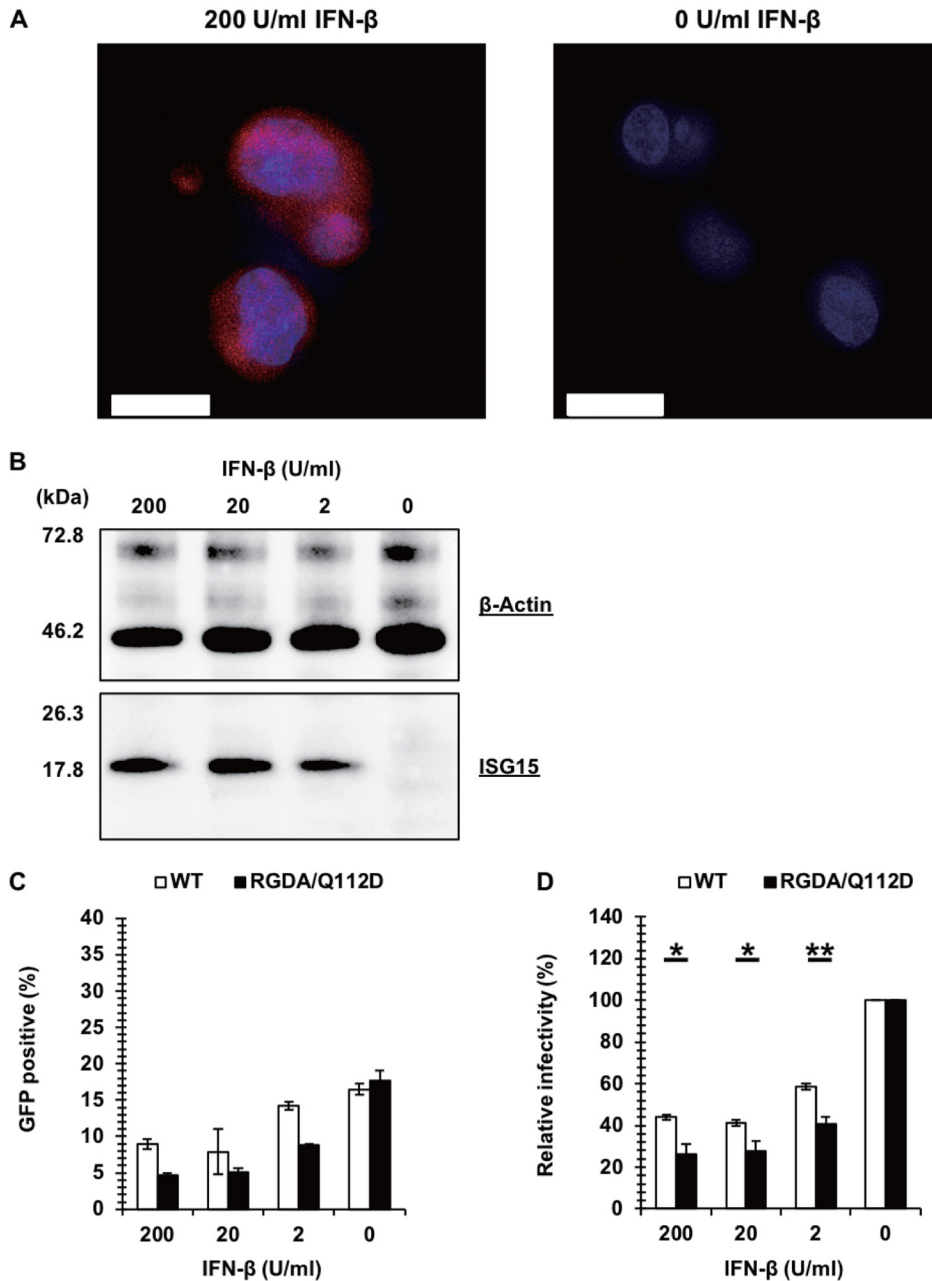 A
200 U/ml IFN-β
0 U/ml IFN-β
B
IFN-β (U/ml)
(kDa)
200 20 2 0
72.8
46.2
β-Actin
26.3
17.8
ISG15
C
WT RGDA/Q112D
GFP positive (%)
40
35
30
25
20
15
10
5
0
200 20 2 0
IFN-β (U/ml)
D
WT RGDA/Q112D
Relative infectivity (%)
140
120
100
80
60
40
20
0
* * **
200 20 2 0
IFN-β (U/ml)